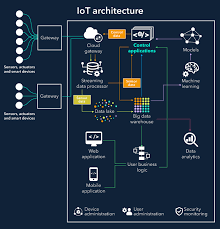 IoT architecture
Gateway
Sensors, actuators
and smart devices
Cloud
gateway
Control
applications
Models
Streaming
data processor
Machine
learning
Gateway
Sensors, actuators
and smart devices
Data lake
Big data
warehouse
Web
application
User business
logic
Data
analytics
Mobile
application
Device
administration
User
administration
Security
monitoring